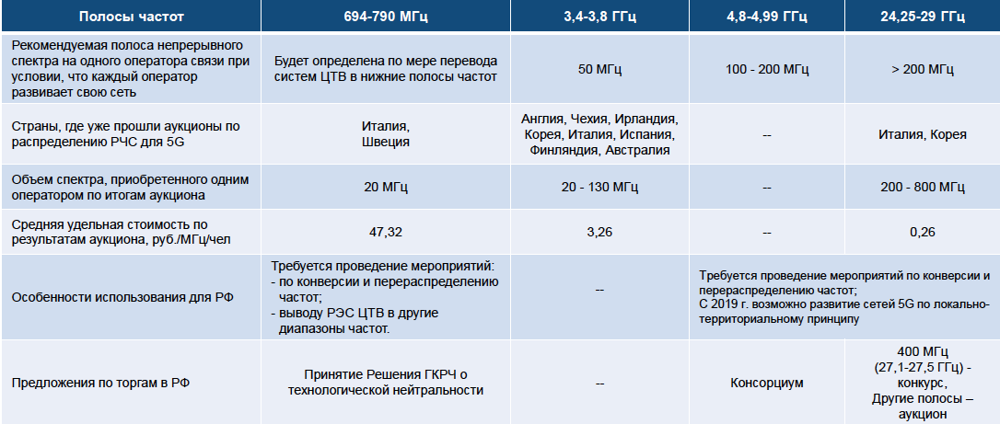 Полосы частот
694-790 МГц
3,4-3,8 ГГц
4,8-4,99 ГГц
24,25-29 ГГц
Рекомендуемая полоса непрерывного
спектра на одного оператора связи при
условии, что каждый оператор
развивает свою сеть
Будет определена по мере перевода
систем ЦТВ в нижние полосы частот
50 МГц
100 - 200 МГц
> 200 МГц
Страны, где уже прошли аукционы по
распределению РЧС для 5G
Италия,
Швеция
Англия, Чехия, Ирландия,
Корея, Италия, Испания,
Финляндия, Австралия
--
Италия, Корея
Объем спектра, приобретенного одним
оператором по итогам аукциона
20 МГц
20 - 130 МГц
--
200 - 800 МГц
Средняя удельная стоимость по
результатам аукциона, руб./МГц/чел
47,32
3,26
--
0,26
Особенности использования для РФ
Требуется проведение мероприятий:
- по конверсии и перераспределению
частот;
- выводу РЭС ЦТВ в другие
диапазоны частот.
--
Требуется проведение мероприятий по конверсии и
перераспределению частот;
С 2019 г. возможно развитие сетей 5G по локально-
территориальному принципу
Предложения по торгам в РФ
Принятие Решения ГКРЧ о
технологической нейтральности
--
Консорциум
400 МГц
(27,1-27,5 ГГц) -
конкурс,
Другие полосы –
аукцион